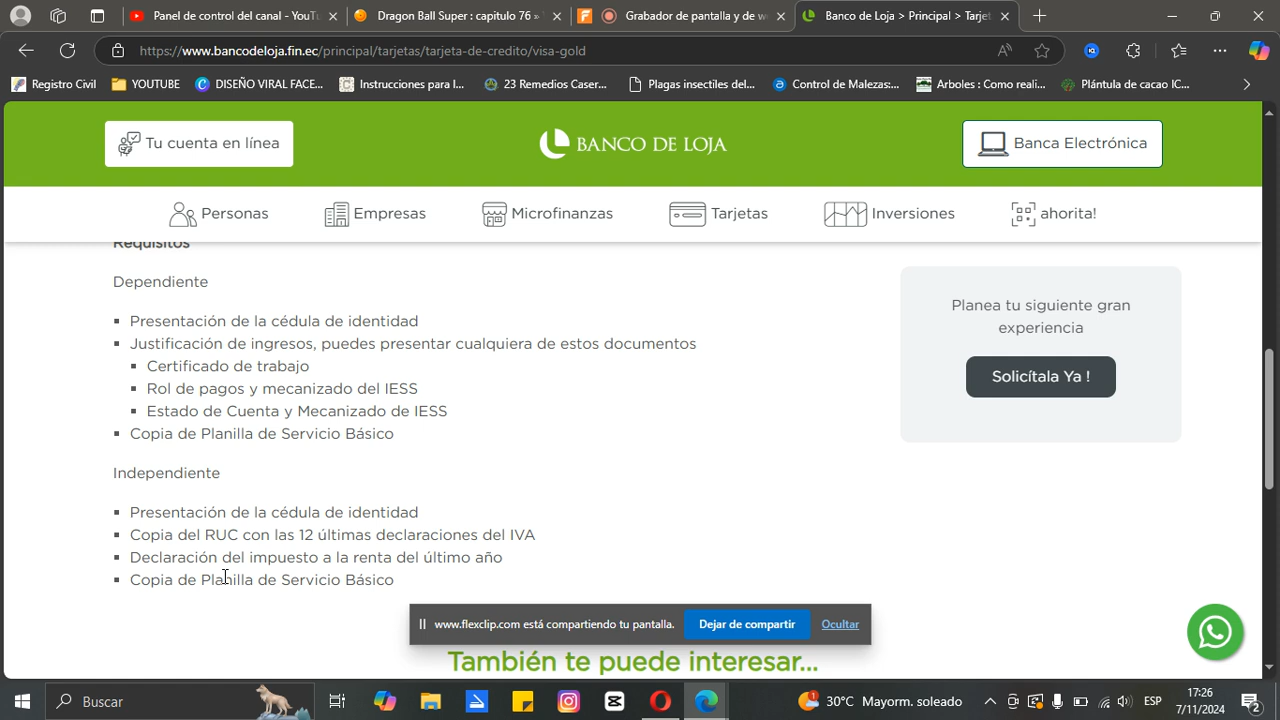 Panel de control del canal - YouTu
Dragon Ball Super : capitulo 76 »
Grabador de pantalla y de w
Banco de Loja > Principal > Tarjet
https://www.bancodeloja.fin.ec/principal/tarjetas/tarjeta-de-credito/visa-gold
Registro Civil
YOUTUBE
DISEÑO VIRAL FACE...
Instrucciones para l...
23 Remedios Caser...
Plagas insectiles del...
Control de Malezas...
Arboles : Como reali...
Plántula de cacao IC...
Tu cuenta en línea
BANCO DE LOJA
Banca Electrónica
Personas
Empresas
Microfinanzas
Tarjetas
Inversiones
ahorita!
Requisitos
Dependiente
Presentación de la cédula de identidad
Justificación de ingresos, puedes presentar cualquiera de estos documentos
Certificado de trabajo
Rol de pagos y mecanizado del IESS
Estado de Cuenta y Mecanizado de IESS
Copia de Planilla de Servicio Básico
Independiente
Presentación de la cédula de identidad
Copia del RUC con las 12 últimas declaraciones del IVA
Declaración del impuesto a la renta del último año
Copia de Planilla de Servicio Básico
Planea tu siguiente gran
experiencia
Solicítala Ya !
www.flexclip.com está compartiendo tu pantalla.
Dejar de compartir
Ocultar
También te puede interesar...
Buscar
1
30°C Mayorm. soleado
ESP
17:26
7/11/2024
2